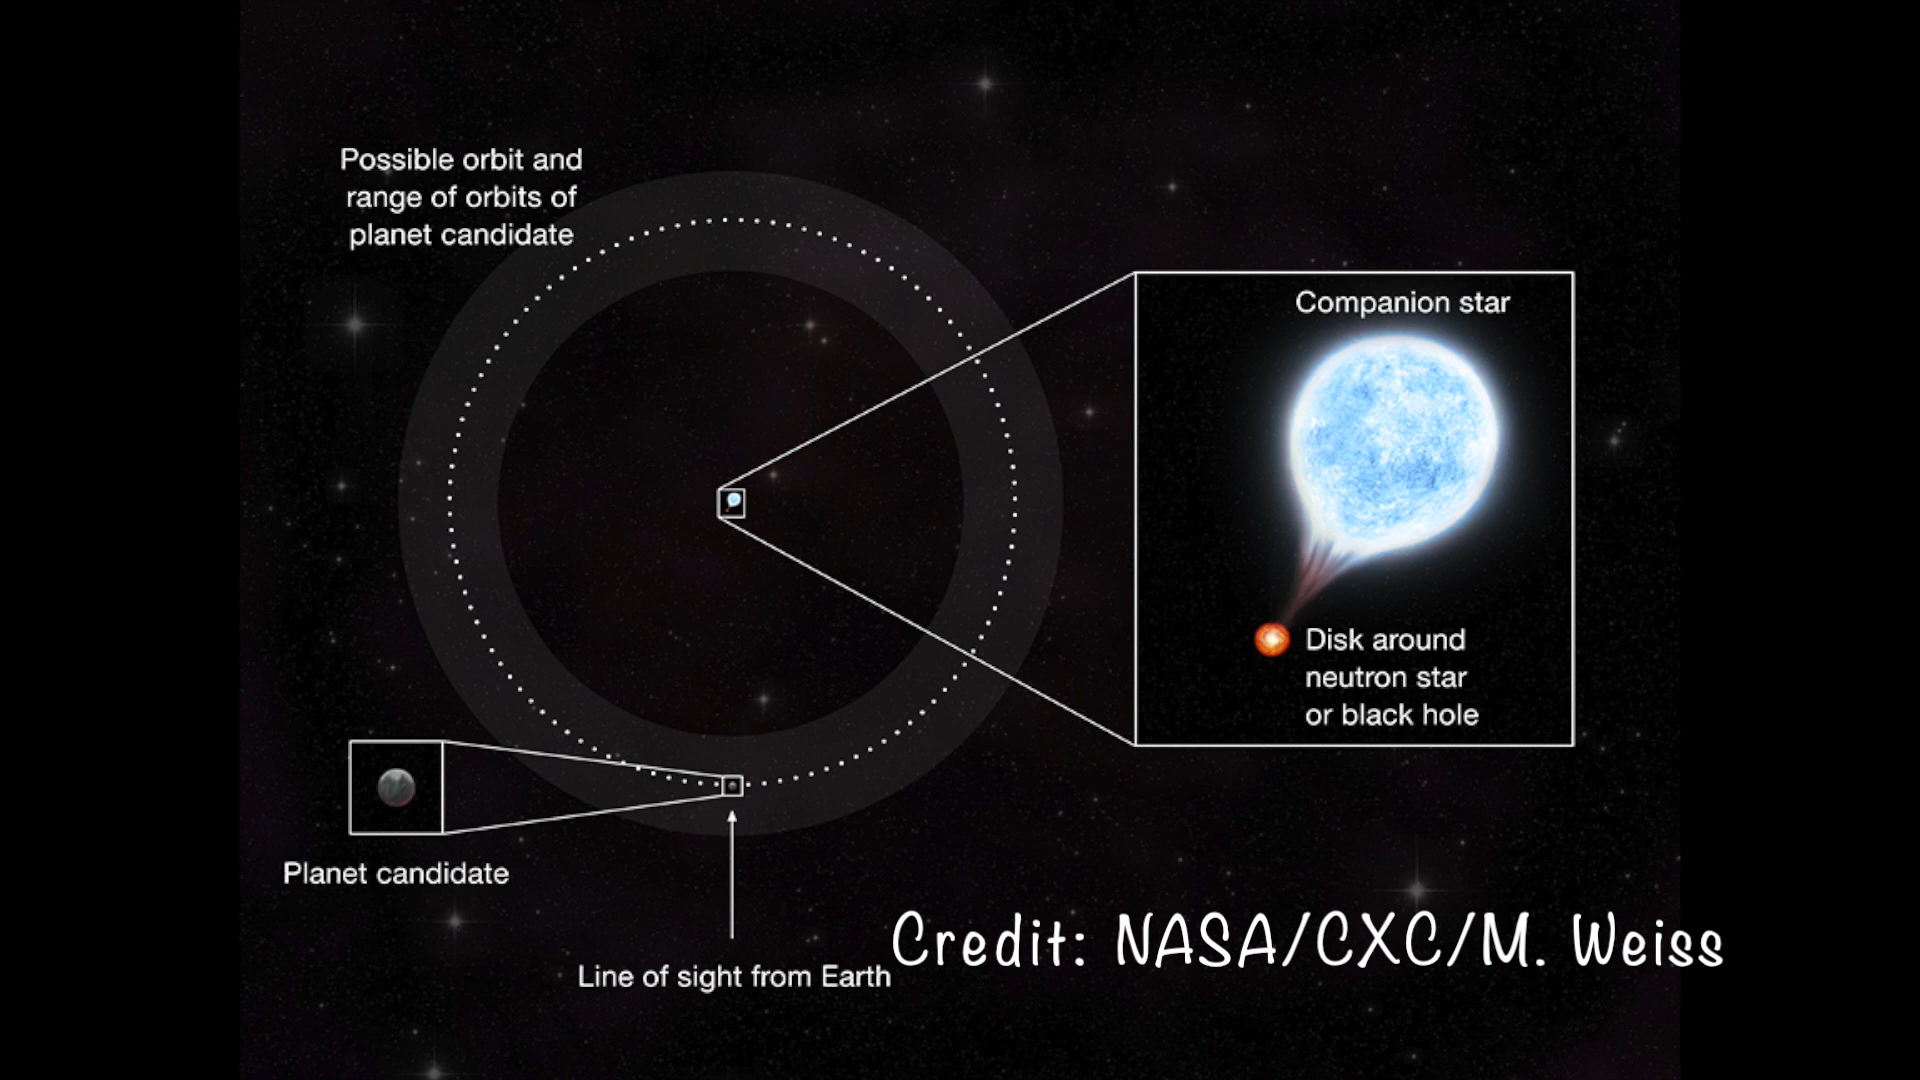 Possible orbit and
range of orbits of
planet candidate
Companion star
Disk around
neutron star
or black hole
Planet candidate
Line of sight from Earth
Credit: NASA/CXC/M. Weiss